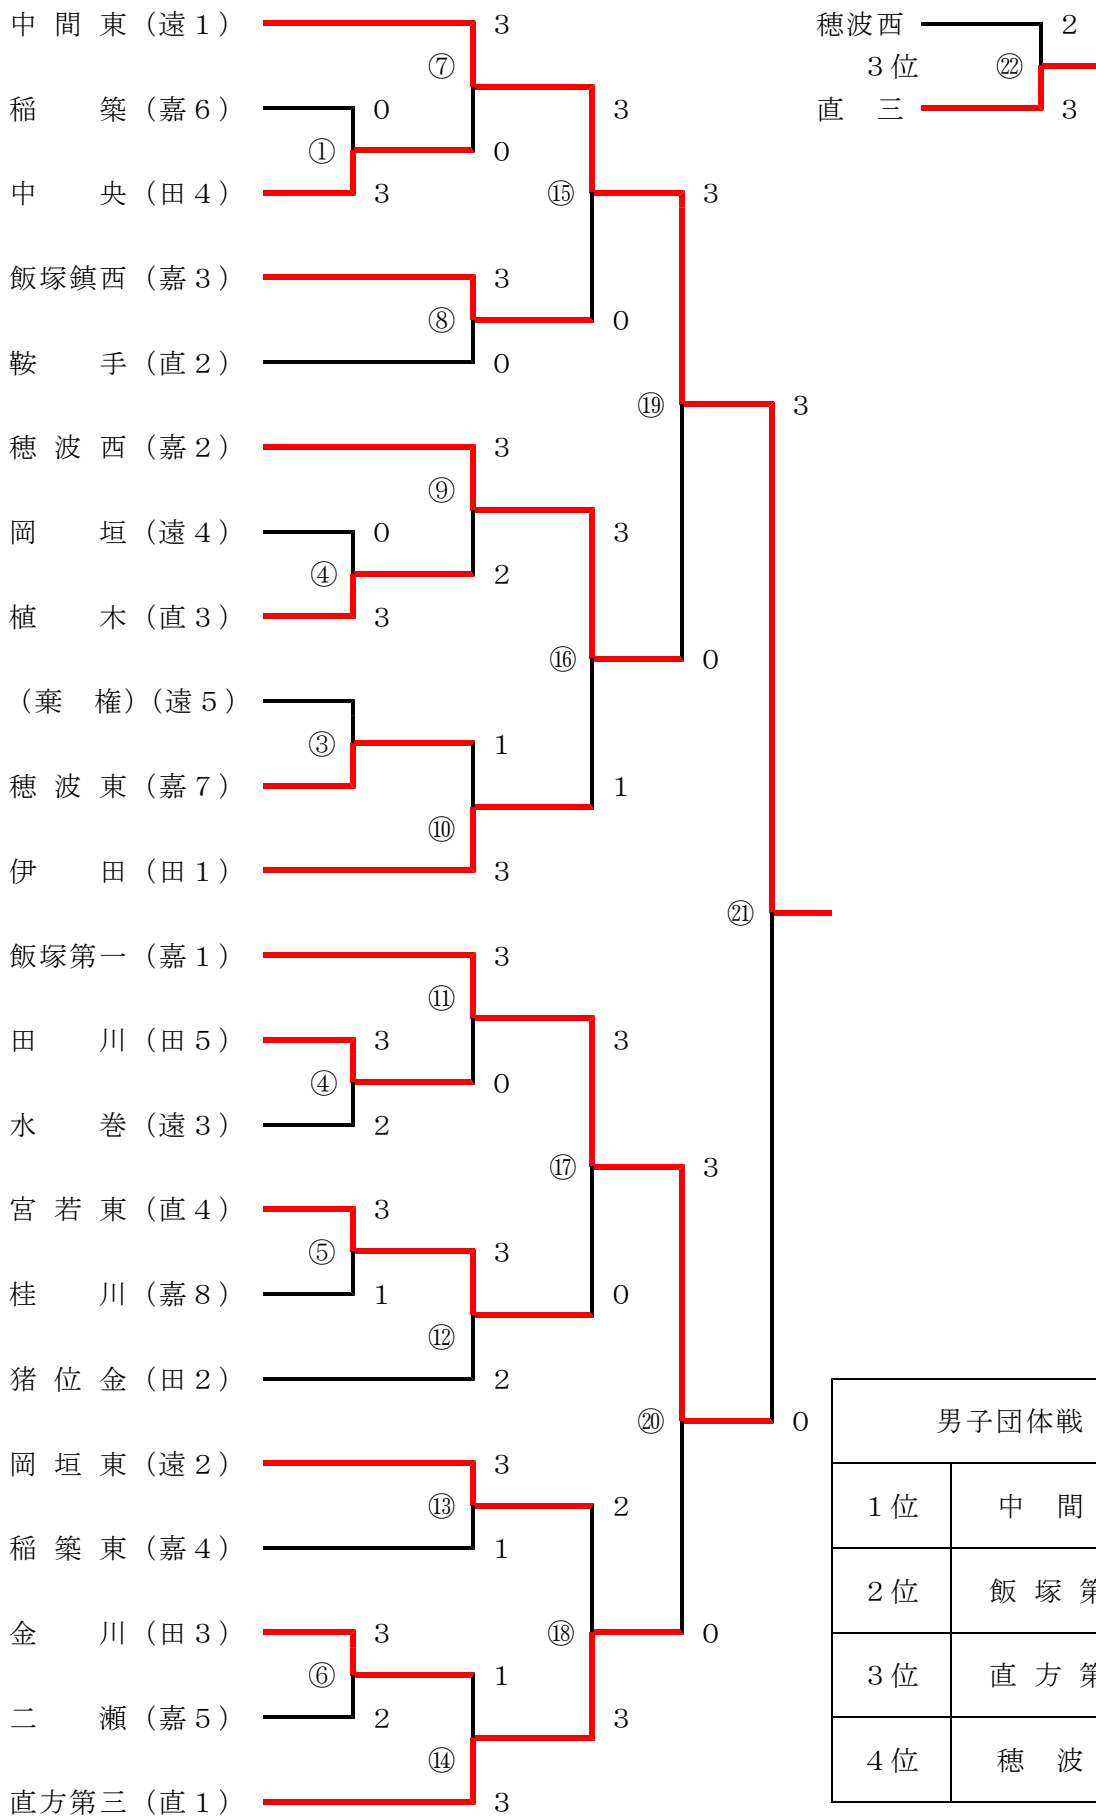 中間東（遠１） 3 穂波西 2
⑦ ３位 ㉒
稲築（嘉６） 0 3 直三 3
① 0
中央（田４） 3 ⑮ 3
飯塚鎮西（嘉３） 3
⑧ 0
鞍手（直２） 0
⑲ 3
穂波西（嘉２） 3
⑨
岡垣（遠４） 0 3
④ 2
植木（直３） 3
⑯ 0
（棄権）（遠５）
③ 1
穂波東（嘉７） 1
⑩
伊田（田１） 3
㉑
飯塚第一（嘉１） 3
⑪
田川（田５） 3 3
④ 0
水巻（遠３） 2
⑰ 3
宮若東（直４） 3
⑤ 3
桂川（嘉８） 1 0
⑫
猪位金（田２） 2
⑳ 0
男子団体戦
岡垣東（遠２） 3
⑬ 2
１位 中間
稲築東（嘉４） 1
２位 飯塚第
金川（田３） 3 ⑱ 0
⑥ 1
３位 直方第
二瀬（嘉５） 2 3
⑭
４位 穂波
直方第三（直１） 3